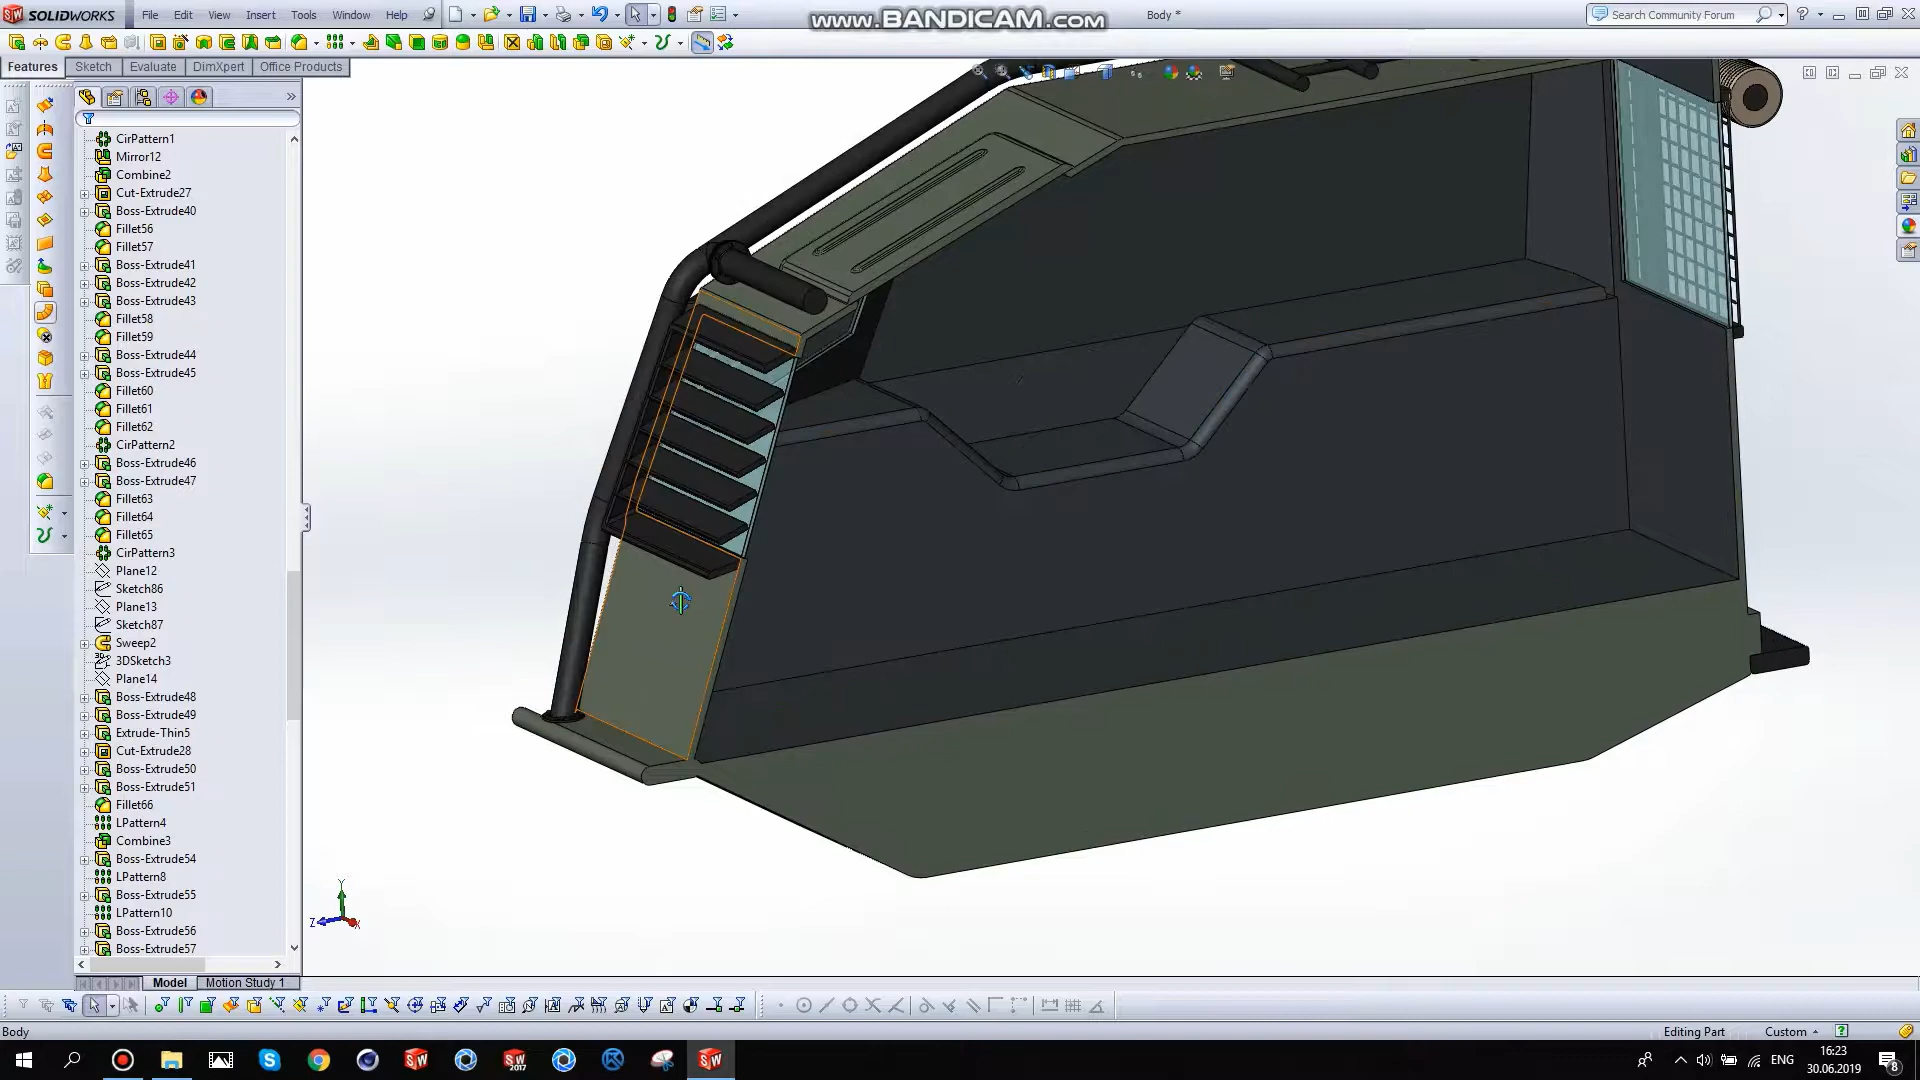 SOLIDWORKS File Edit View Insert Tools Window Help www.BANDICAM.com Body * Search Community Forum
Features Sketch Evaluate DimXpert Office Products
CirPattern1
Mirror12
Combine2
Cut-Extrude27
Boss-Extrude40
Fillet56
Fillet57
Boss-Extrude41
Boss-Extrude42
Boss-Extrude43
Fillet58
Fillet59
Boss-Extrude44
Boss-Extrude45
Fillet60
Fillet61
Fillet62
CirPattern2
Boss-Extrude46
Boss-Extrude47
Fillet63
Fillet64
Fillet65
CirPattern3
Plane12
Sketch86
Plane13
Sketch87
Sweep2
3DSketch3
Plane14
Boss-Extrude48
Boss-Extrude49
Extrude-Thin5
Cut-Extrude28
Boss-Extrude50
Boss-Extrude51
Fillet66
LPattern4
Combine3
Boss-Extrude54
LPattern8
Boss-Extrude55
LPattern10
Boss-Extrude56
Boss-Extrude57
Y
Z X
Model Motion Study 1
Body Editing Part Custom
SW SW 2017 SW ENG 16:23
30.06.2019 8